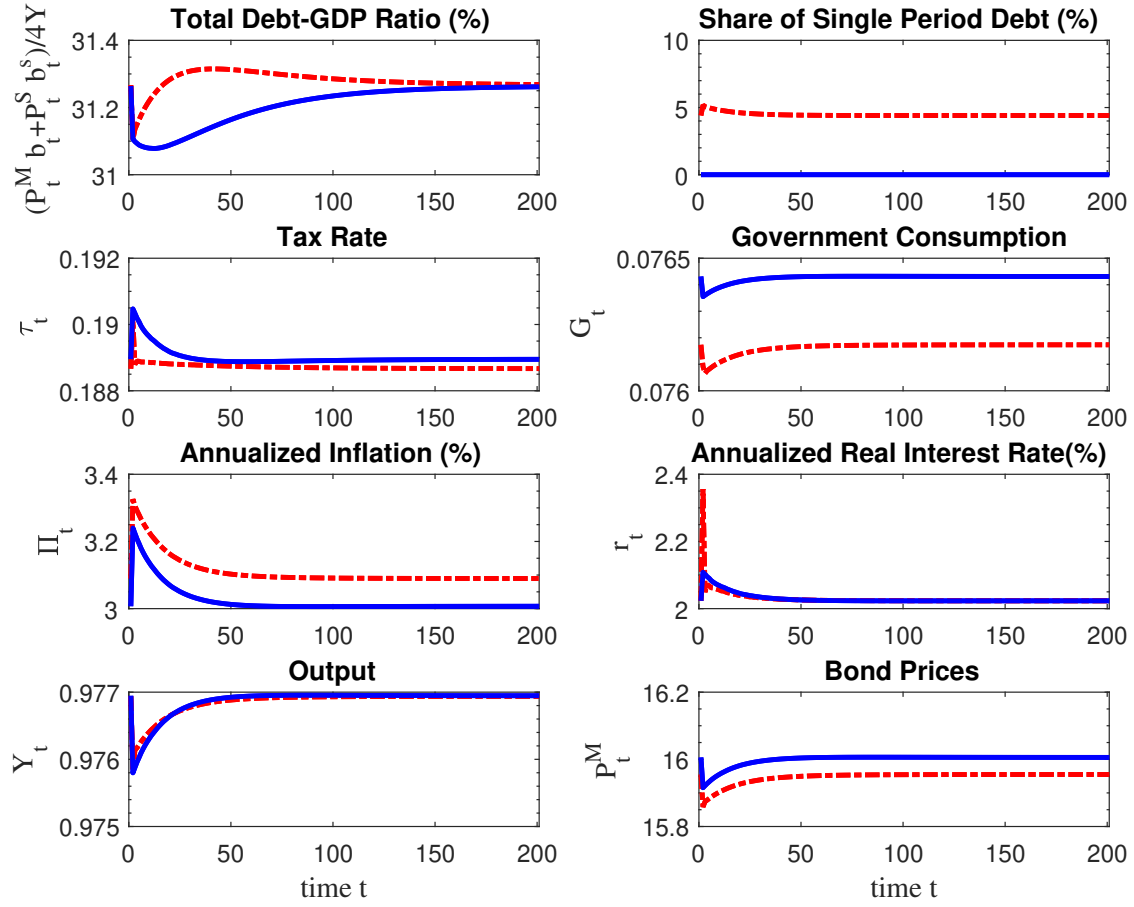 Total Debt-GDP Ratio (%)
(P_t^M b_t+P_t^S b_t^s)/4Y
31.4
31.2
31
0 50 100 150 200
Share of Single Period Debt (%)
10
5
0
0 50 100 150 200
Tax Rate
τ_t
0.192
0.19
0.188
0 50 100 150 200
Government Consumption
G_t
0.0765
0.076
0 50 100 150 200
Annualized Inflation (%)
Π_t
3.4
3.2
3
0 50 100 150 200
Annualized Real Interest Rate(%)
r_t
2.4
2.2
2
0 50 100 150 200
Output
Y_t
0.977
0.976
0.975
0 50 100 150 200
time t
Bond Prices
P_t^M
16.2
16
15.8
0 50 100 150 200
time t